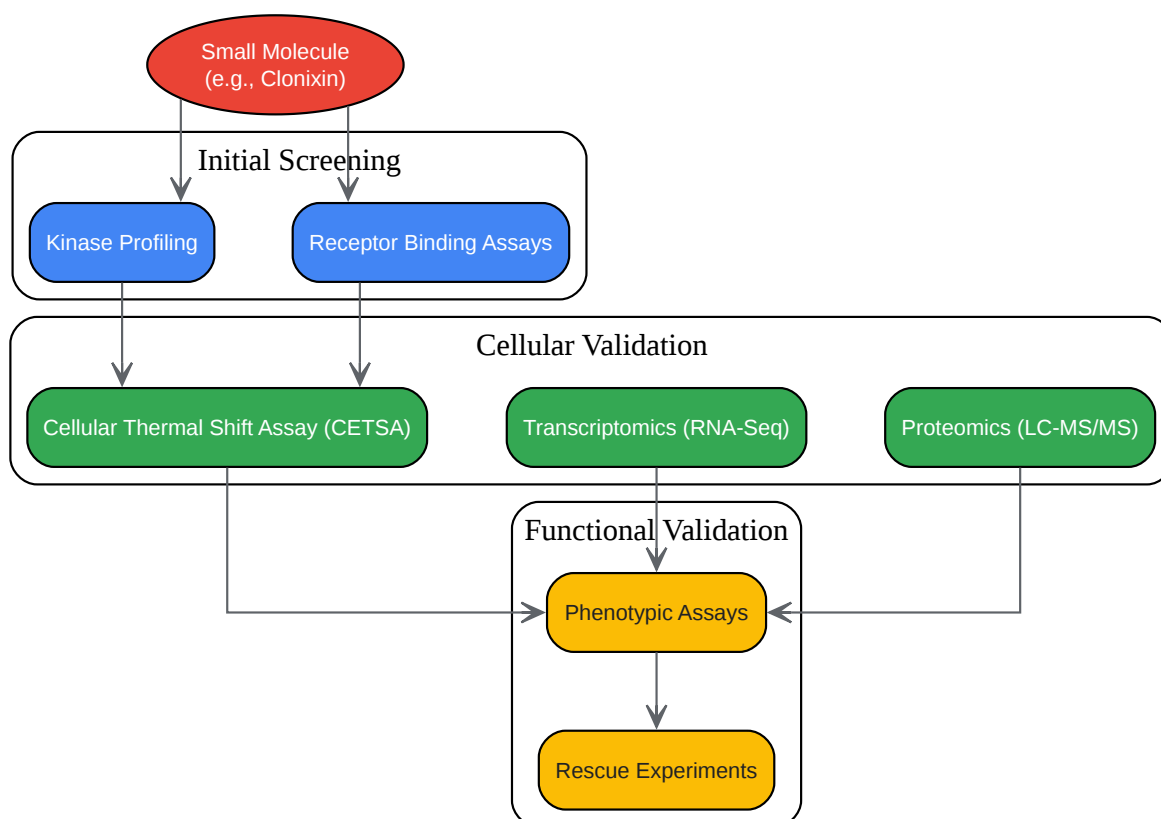 Small Molecule
(e.g., Clonixin)
Initial Screening
Kinase Profiling
Receptor Binding Assays
Cellular Validation
Cellular Thermal Shift Assay (CETSA)
Transcriptomics (RNA-Seq)
Proteomics (LC-MS/MS)
Functional Validation
Phenotypic Assays
Rescue Experiments